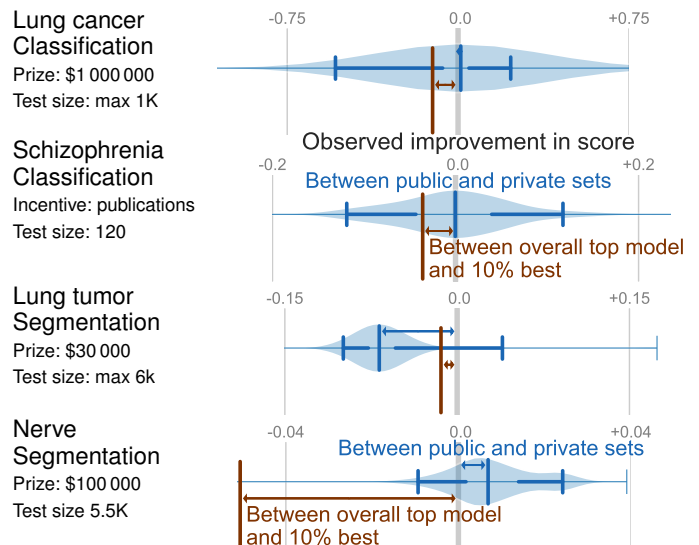 Lung cancer
Classification
Prize: $1 000 000
Test size: max 1K
-0.75 0.0 +0.75
Observed improvement in score
Schizophrenia
Classification
Incentive: publications
Test size: 120
-0.2 0.0 +0.2
Between public and private sets
Between overall top model
and 10% best
Lung tumor
Segmentation
Prize: $30 000
Test size: max 6k
-0.15 0.0 +0.15
Nerve
Segmentation
Prize: $100 000
Test size 5.5K
-0.04 0.0 +0.04
Between public and private sets
Between overall top model
and 10% best